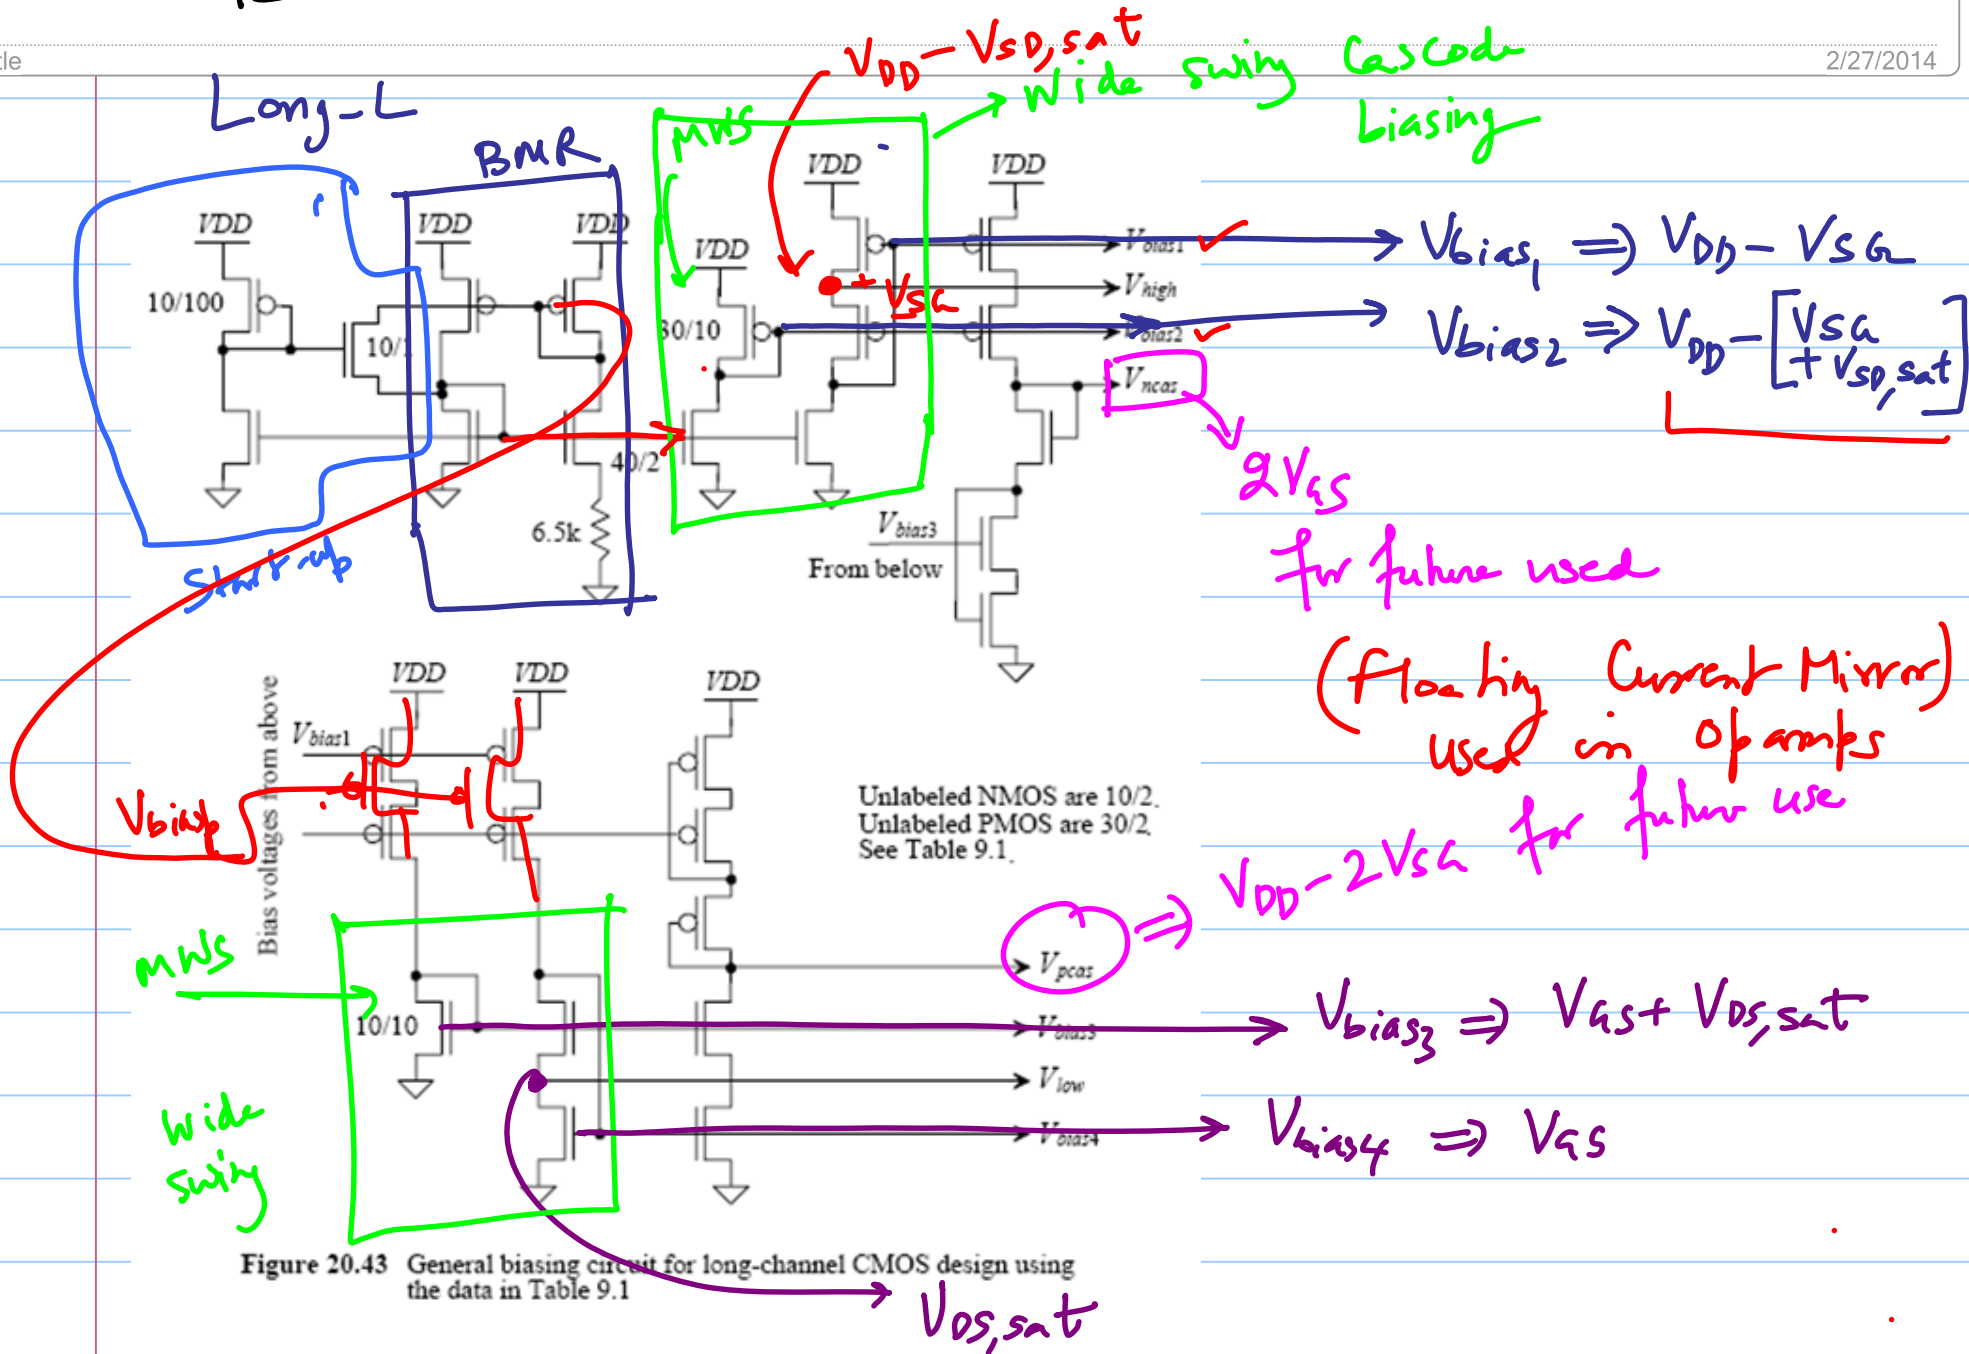 tle
2/27/2014
VDD - VSD,sat
Wide swing Cascode
biasing
Long-L
BMR
MWS
VDD
VDD
VDD
VDD
VDD
VDD
10/100
10/1
30/10
+ VSG
Vbias1
Vhigh
Vbias2
Vncas
Vbias1 ⇒ VDD - VSG
Vbias2 ⇒ VDD - [VSG + VSD,sat]
40/2
6.5k
Vbias3
From below
2VGS
for future used
Start-up
(Floating Current Mirror)
used in Opamps
for future use
VDD
VDD
VDD
Bias voltages from above
Vbias1
Vbiasp
Unlabeled NMOS are 10/2.
Unlabeled PMOS are 30/2.
See Table 9.1.
VDD - 2VSG
MWS
wide
swing
10/10
Vpcas ⇒
Vbias3
Vlow
Vbias4
Vbias3 ⇒ VGS + VDS,sat
Vbias4 ⇒ VGS
Figure 20.43 General biasing circuit for long-channel CMOS design using
the data in Table 9.1
VDS,sat